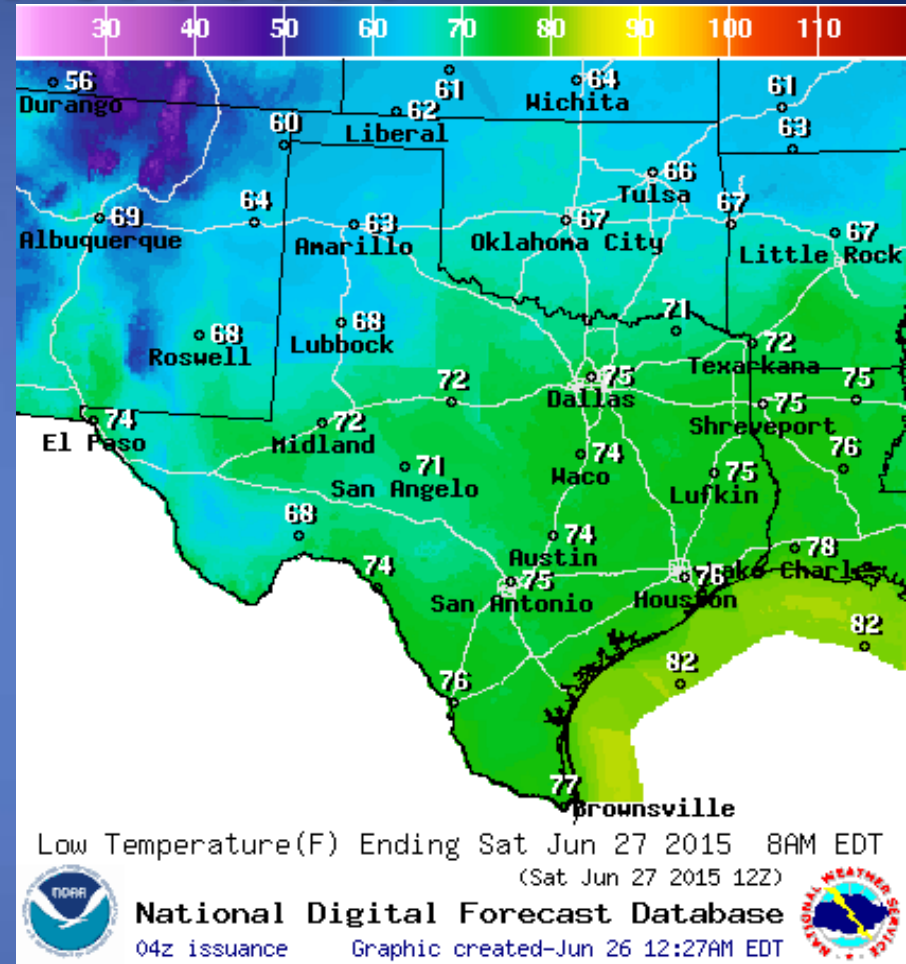 30 40 50 60 70 80 90 100 110
56
Durango
61
64
Wichita
62
Liberal
61
60
63
66
Tulsa
69
Albuquerque
64
63
Amarillo
67
Oklahoma City
67
67
Little Rock
68
Roswell
68
Lubbock
71
72
Texarkana
75
Dallas
72
75
Shreveport
75
74
El Paso
72
Midland
71
San Angelo
74
Waco
75
Lufkin
76
68
74
Austin
78
Lake Charles
74
75
San Antonio
76
Houston
82
82
76
77
Brownsville
Low Temperature(F) Ending Sat Jun 27 2015 8AM EDT
(Sat Jun 27 2015 12Z)
National Digital Forecast Database
04z issuance Graphic created-Jun 26 12:27AM EDT
NOAA
NATIONAL WEATHER SERVICE